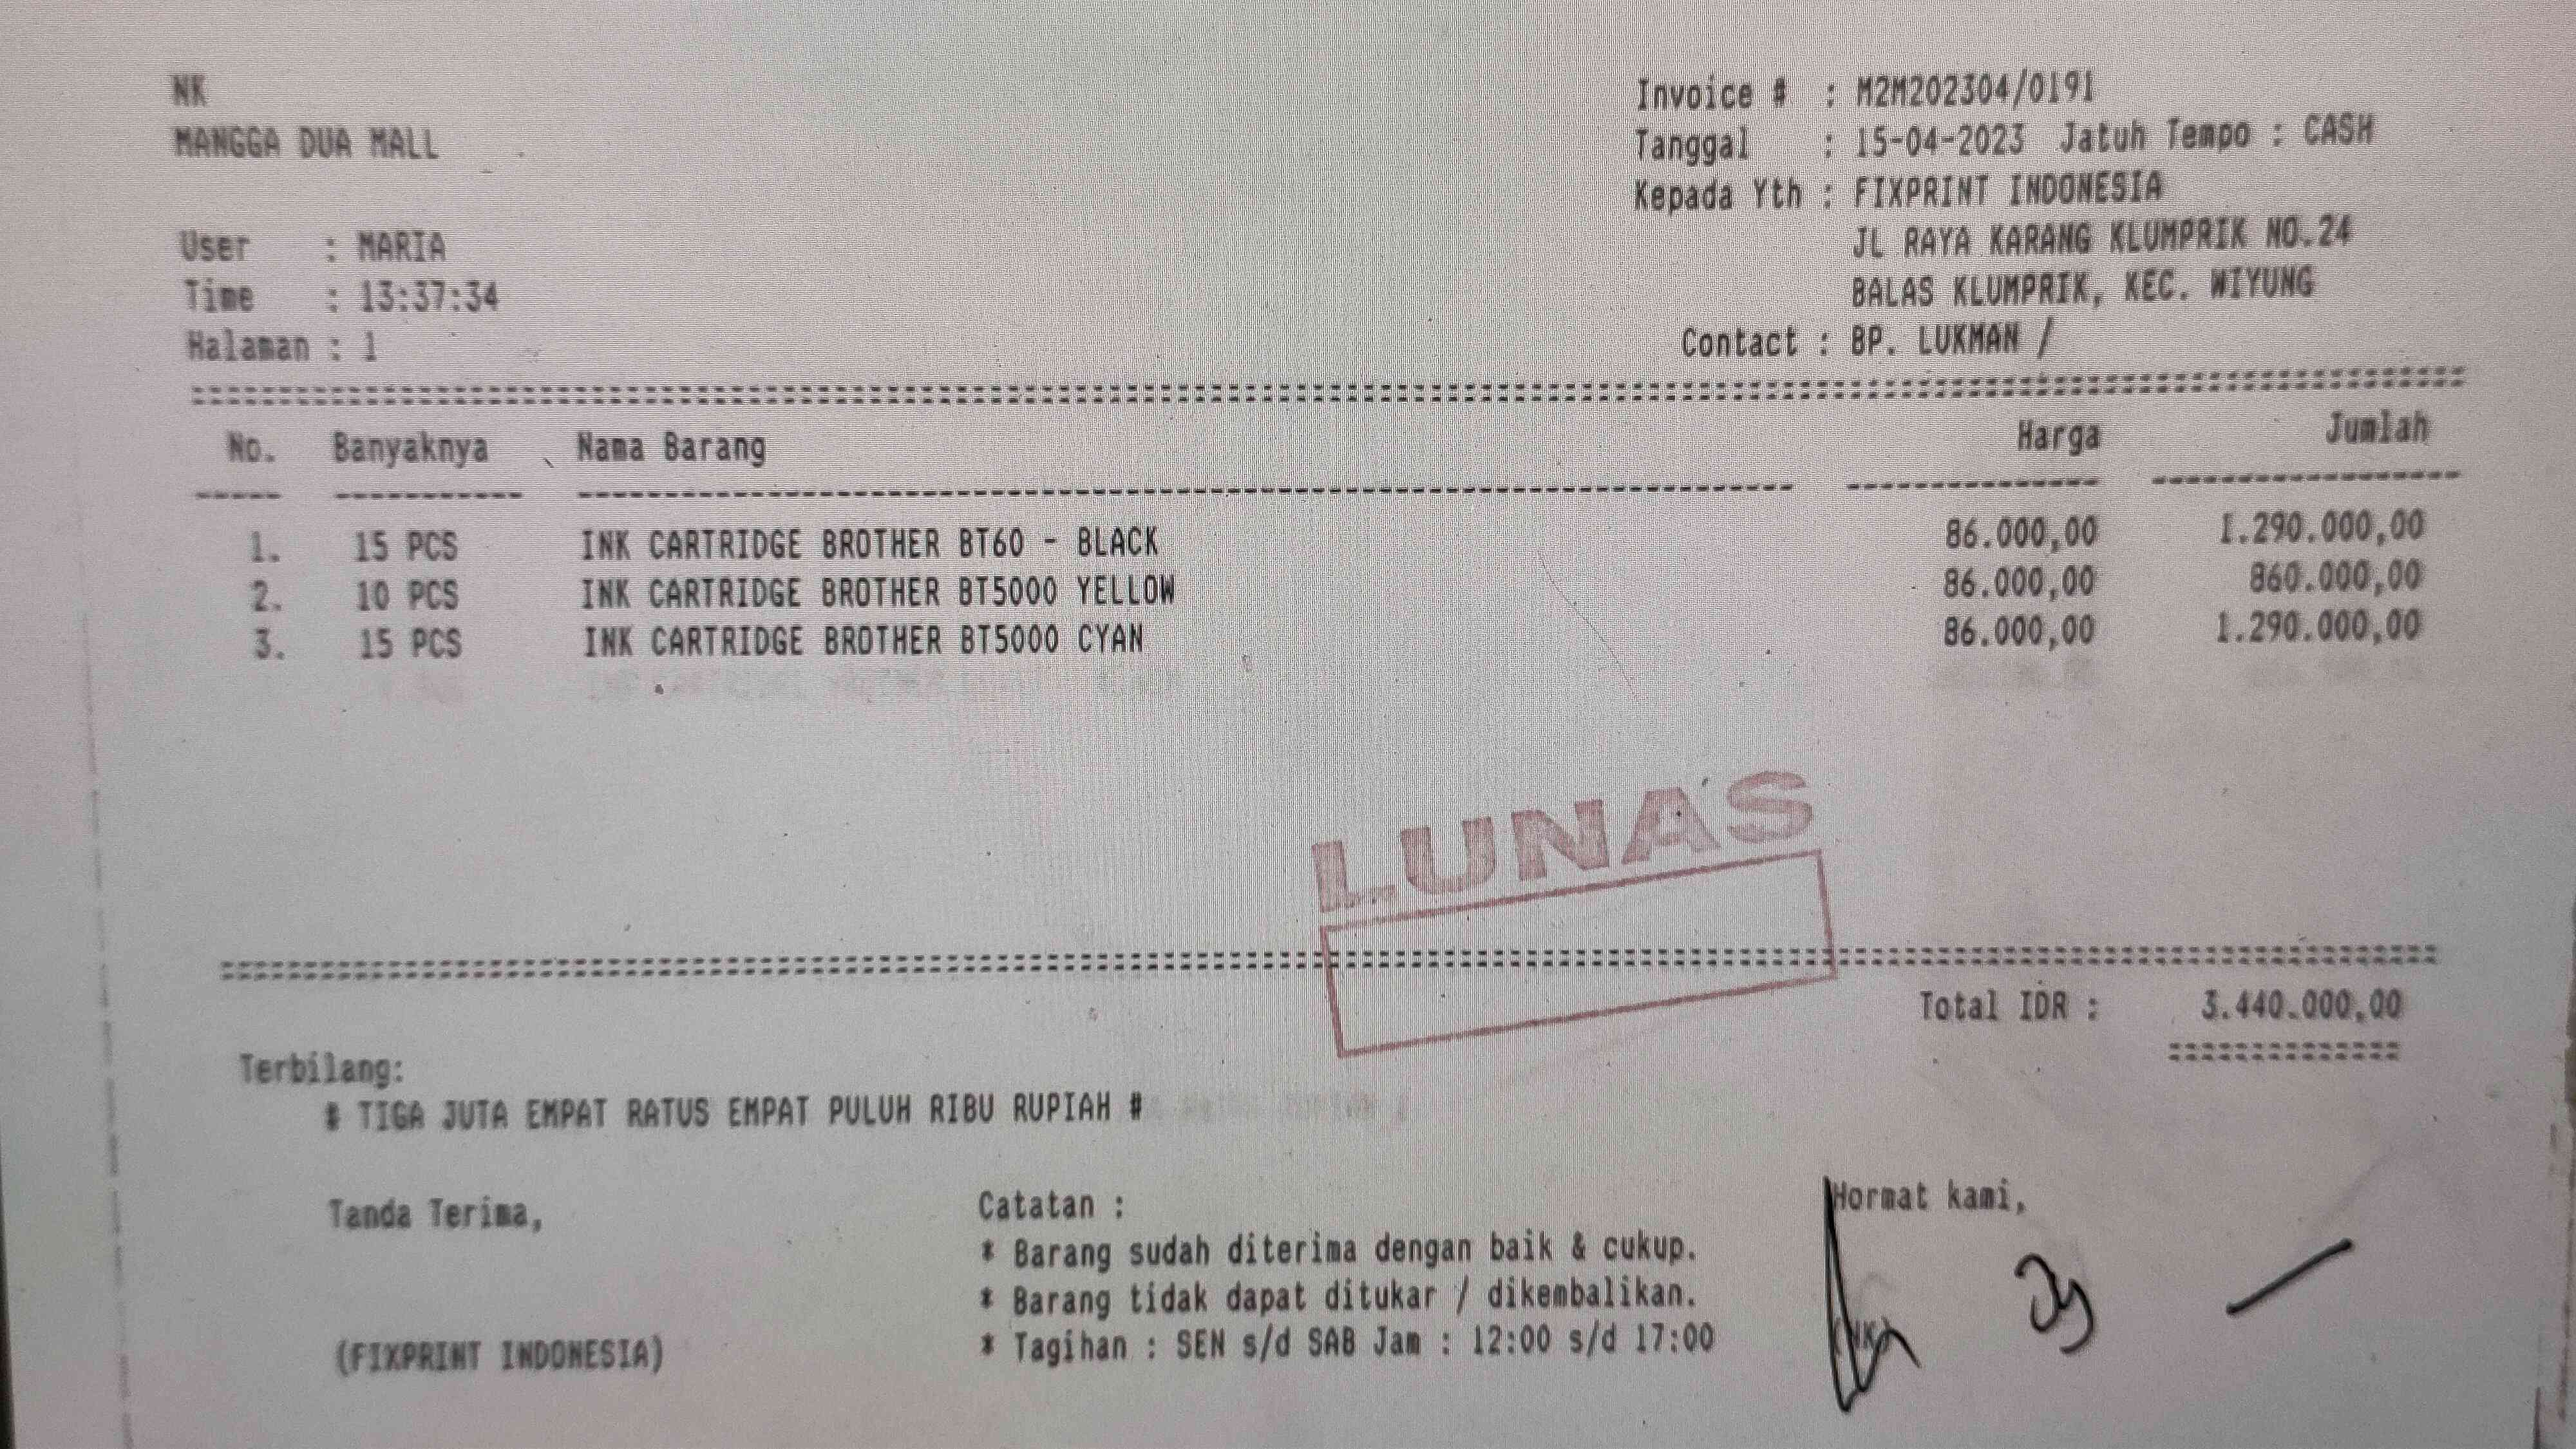 NK
MANGGA DUA MALL
User : MARIA
Time : 13:37:34
Halaman : 1
Invoice # : M2M202304/0191
Tanggal : 15-04-2023 Jatuh Tempo : CASH
Kepada Yth : FIXPRINT INDONESIA
JL RAYA KARANG KLUMPRIK NO.24
BALAS KLUMPRIK, KEC. WIYUNG
Contact : BP. LUKMAN /
No. Banyaknya Nama Barang Harga Jumlah
1. 15 PCS INK CARTRIDGE BROTHER BT60 - BLACK 86.000,00 1.290.000,00
2. 10 PCS INK CARTRIDGE BROTHER BT5000 YELLOW 86.000,00 860.000,00
3. 15 PCS INK CARTRIDGE BROTHER BT5000 CYAN 86.000,00 1.290.000,00
LUNAS
Total IDR : 3.440.000,00
Terbilang:
# TIGA JUTA EMPAT RATUS EMPAT PULUH RIBU RUPIAH #
Tanda Terima,
(FIXPRINT INDONESIA)
Catatan :
* Barang sudah diterima dengan baik & cukup.
* Barang tidak dapat ditukar / dikembalikan.
* Tagihan : SEN s/d SAB Jam : 12:00 s/d 17:00
Hormat kami,